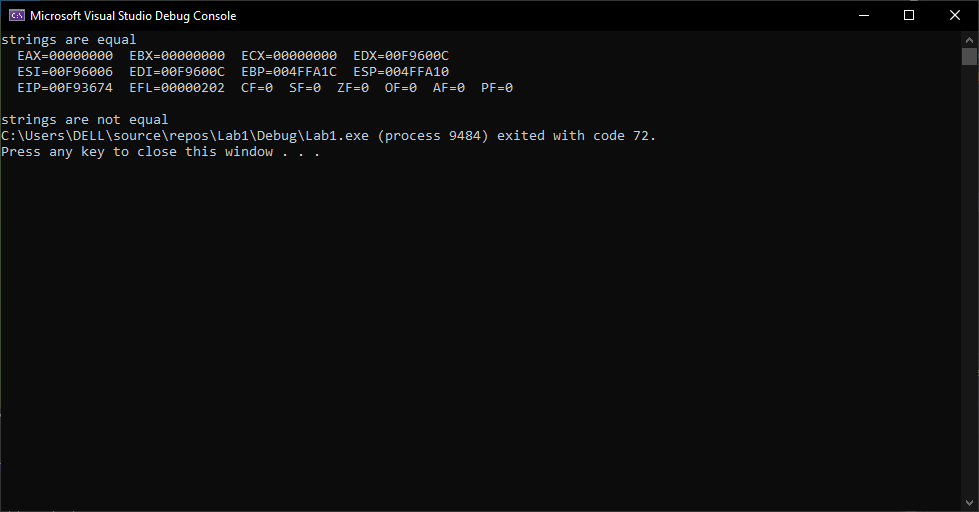 Microsoft Visual Studio Debug Console
strings are equal
  EAX=00000000  EBX=00000000  ECX=00000000  EDX=00F9600C
  ESI=00F96006  EDI=00F9600C  EBP=004FFA1C  ESP=004FFA10
  EIP=00F93674  EFL=00000202  CF=0  SF=0  ZF=0  OF=0  AF=0  PF=0
strings are not equal
C:\Users\DELL\source\repos\Lab1\Debug\Lab1.exe (process 9484) exited with code 72.
Press any key to close this window . . .